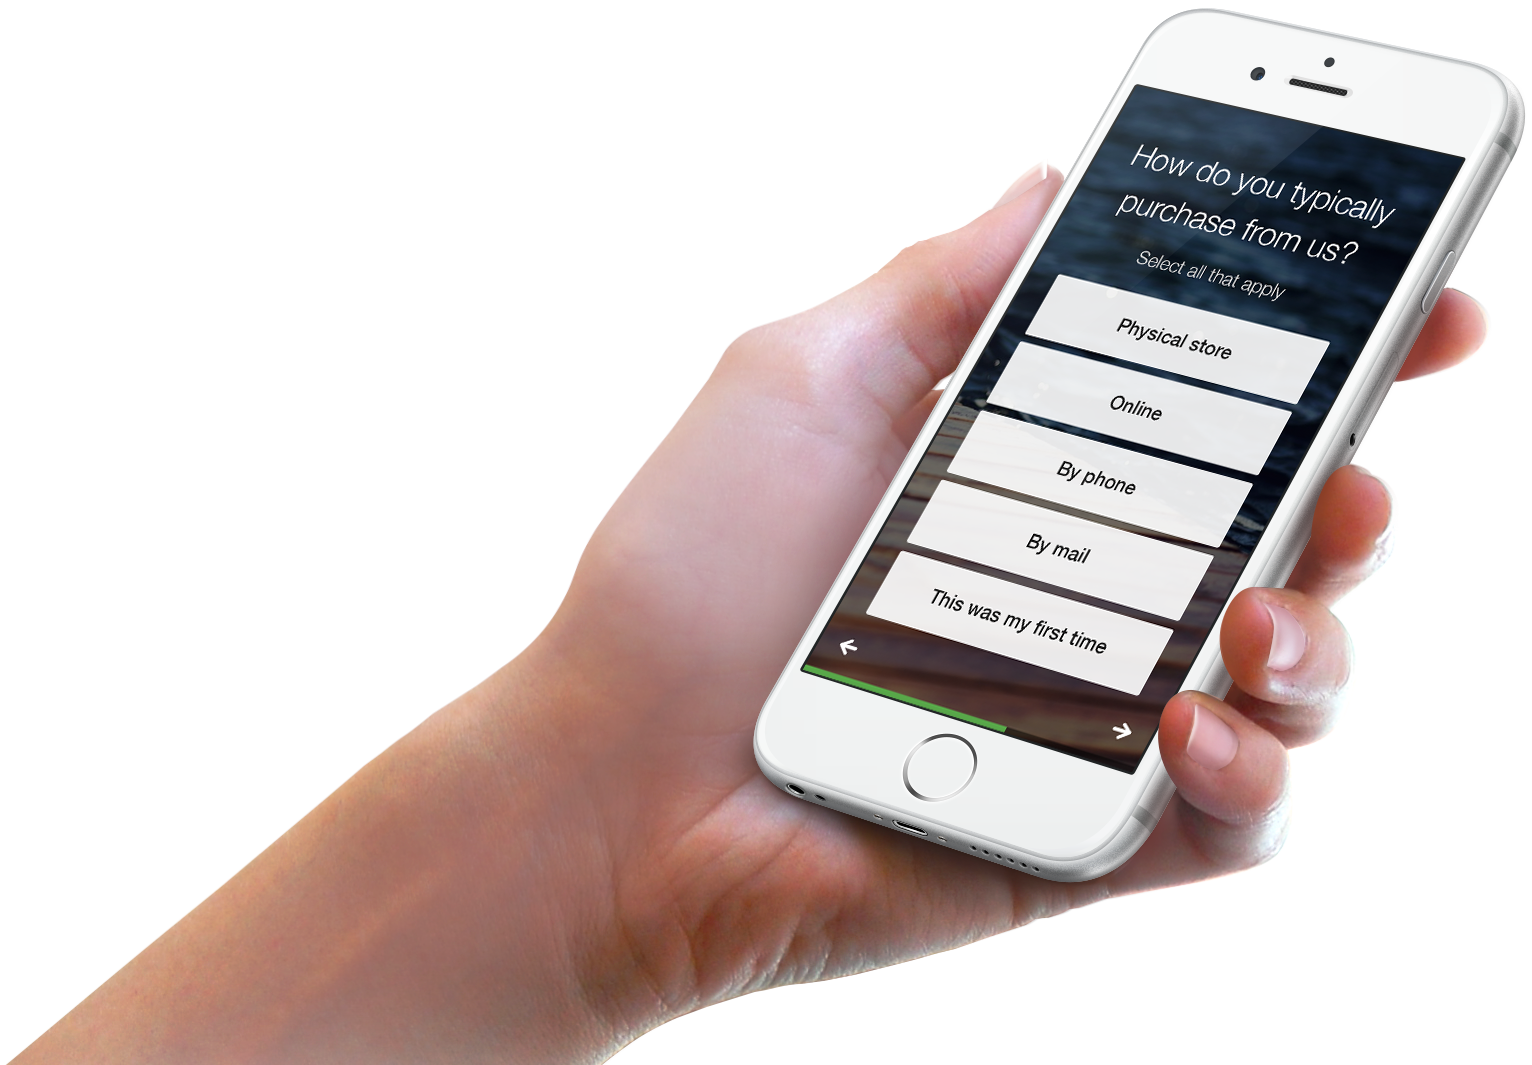 How do you typically
purchase from us?
Select all that apply
Physical store
Online
By phone
By mail
This was my first time